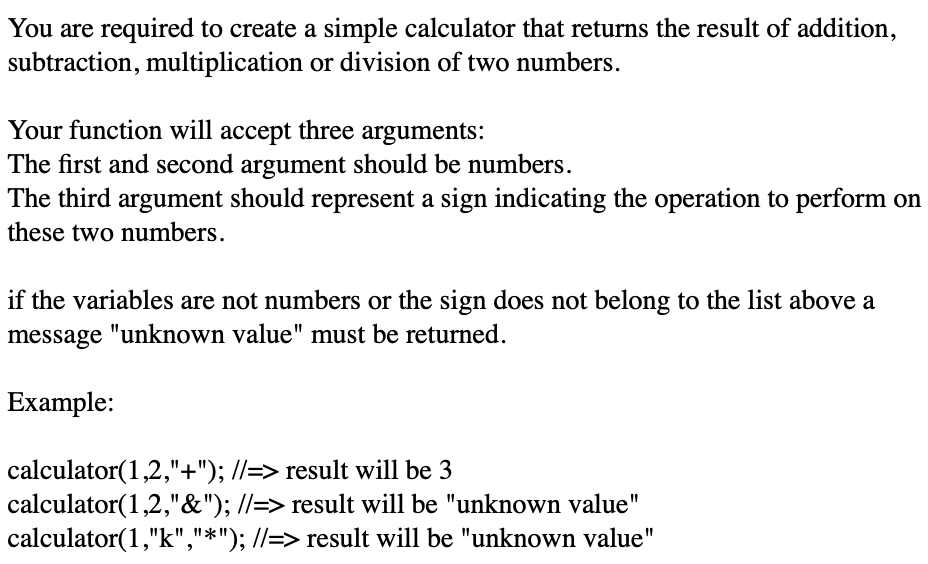 You are required to create a simple calculator that returns the result of addition,
subtraction, multiplication or division of two numbers.
Your function will accept three arguments:
The first and second argument should be numbers.
The third argument should represent a sign indicating the operation to perform on
these two numbers.
if the variables are not numbers or the sign does not belong to the list above a
message "unknown value" must be returned.
Example:
calculator(1,2,"+"); //=> result will be 3
calculator(1,2,"&"); //=> result will be "unknown value"
calculator(1,"k","*"); //=> result will be "unknown value"